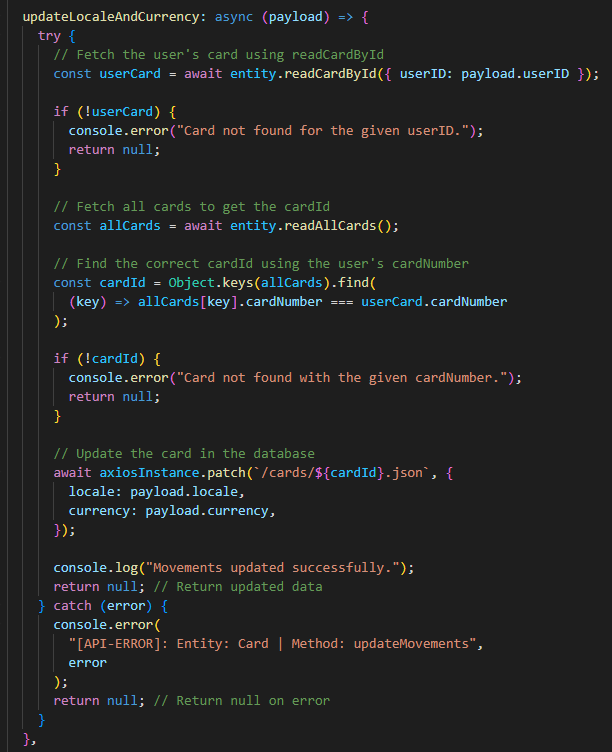 updateLocaleAndCurrency: async (payload) => {
  try {
    // Fetch the user's card using readCardById
    const userCard = await entity.readCardById({ userID: payload.userID });

    if (!userCard) {
      console.error("Card not found for the given userID.");
      return null;
    }

    // Fetch all cards to get the cardId
    const allCards = await entity.readAllCards();

    // Find the correct cardId using the user's cardNumber
    const cardId = Object.keys(allCards).find(
      (key) => allCards[key].cardNumber === userCard.cardNumber
    );

    if (!cardId) {
      console.error("Card not found with the given cardNumber.");
      return null;
    }

    // Update the card in the database
    await axiosInstance.patch(`/cards/${cardId}.json`, {
      locale: payload.locale,
      currency: payload.currency,
    });

    console.log("Movements updated successfully.");
    return null; // Return updated data
  } catch (error) {
    console.error(
      "[API-ERROR]: Entity: Card | Method: updateMovements",
      error
    );
    return null; // Return null on error
  }
},